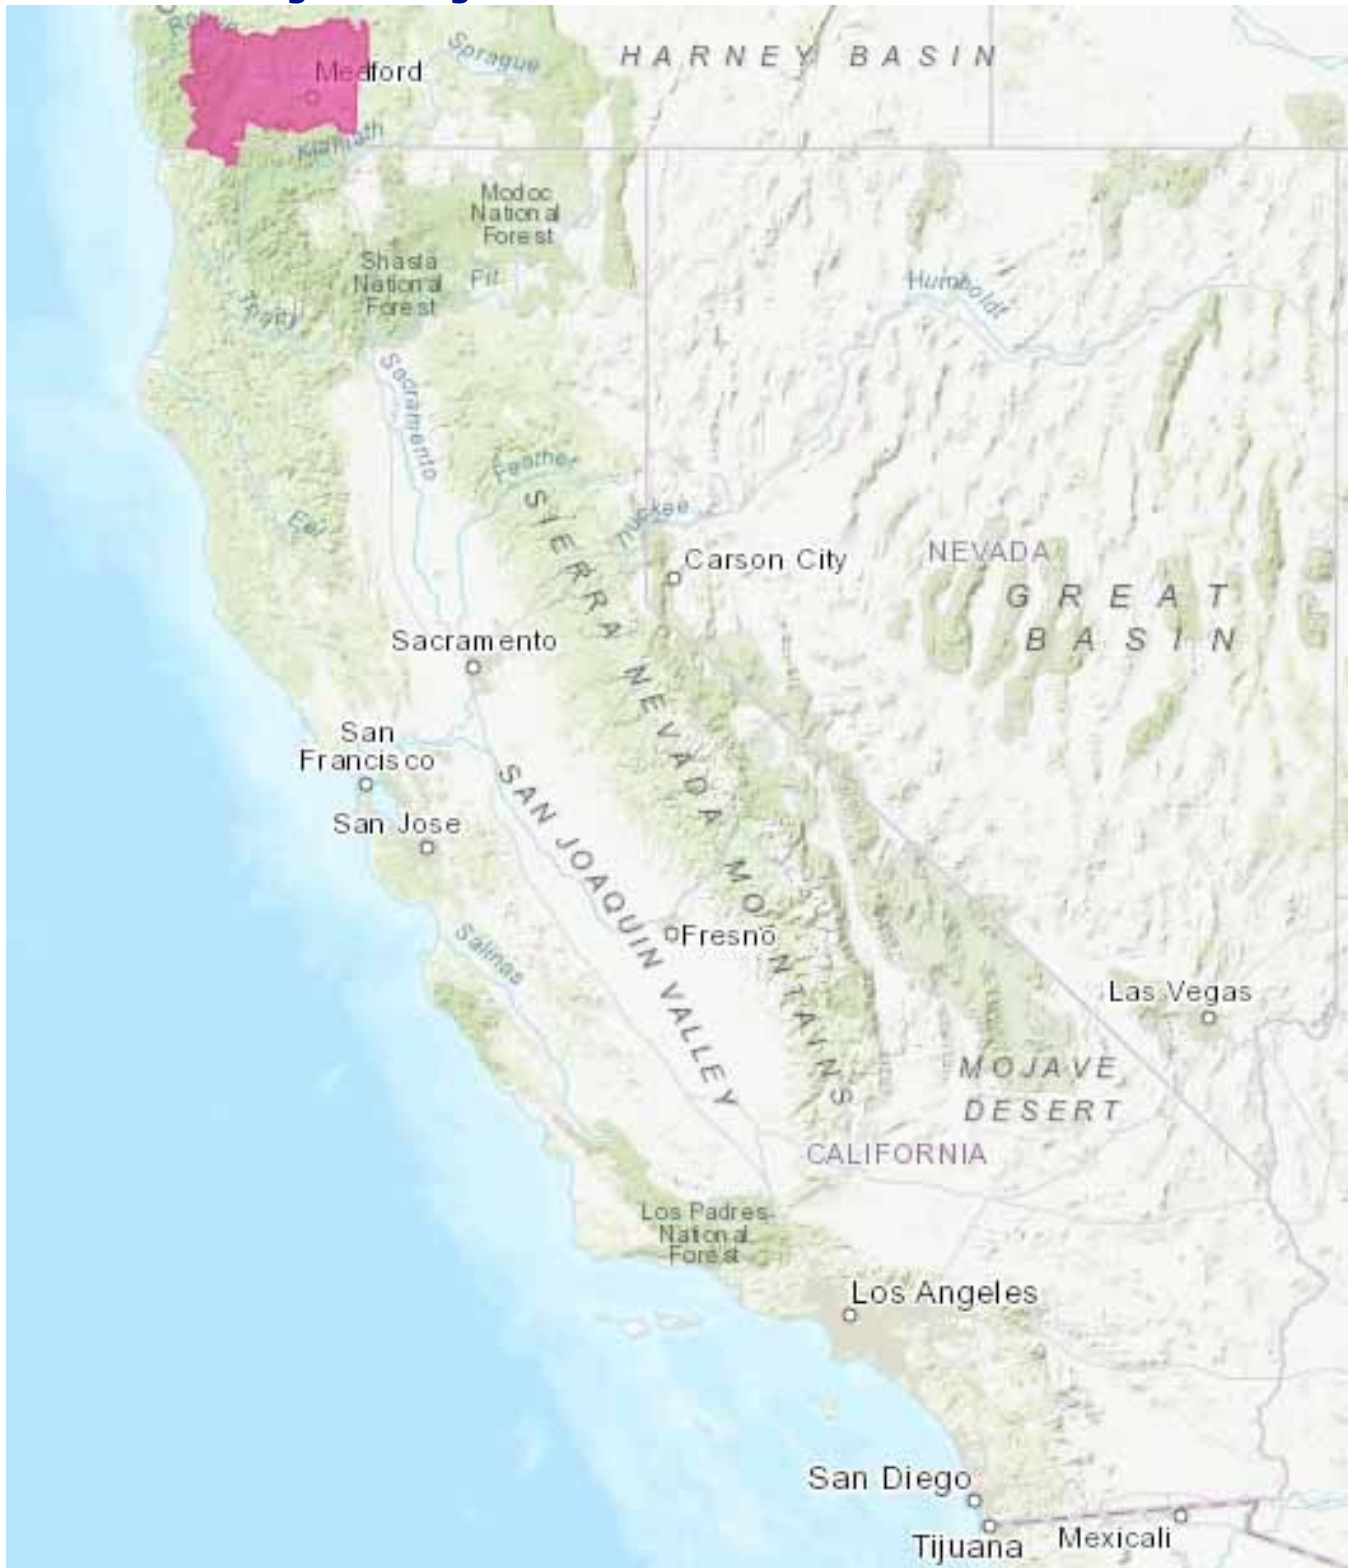 Rogue
Sprague
HARNEY BASIN
Medford
Klamath
Modoc
National
Forest
Shasta
National
Forest
Pit
Humboldt
Trinity
Sacramento
Feather
Truckee
Eel
SIERRA NEVADA MOUNTAINS
Carson City
NEVADA
GREAT
BASIN
Sacramento
San
Francisco
San Jose
SAN JOAQUIN VALLEY
Fresno
Salinas
Las Vegas
MOJAVE
DESERT
CALIFORNIA
Los Padres
National
Forest
Los Angeles
San Diego
Tijuana
Mexicali